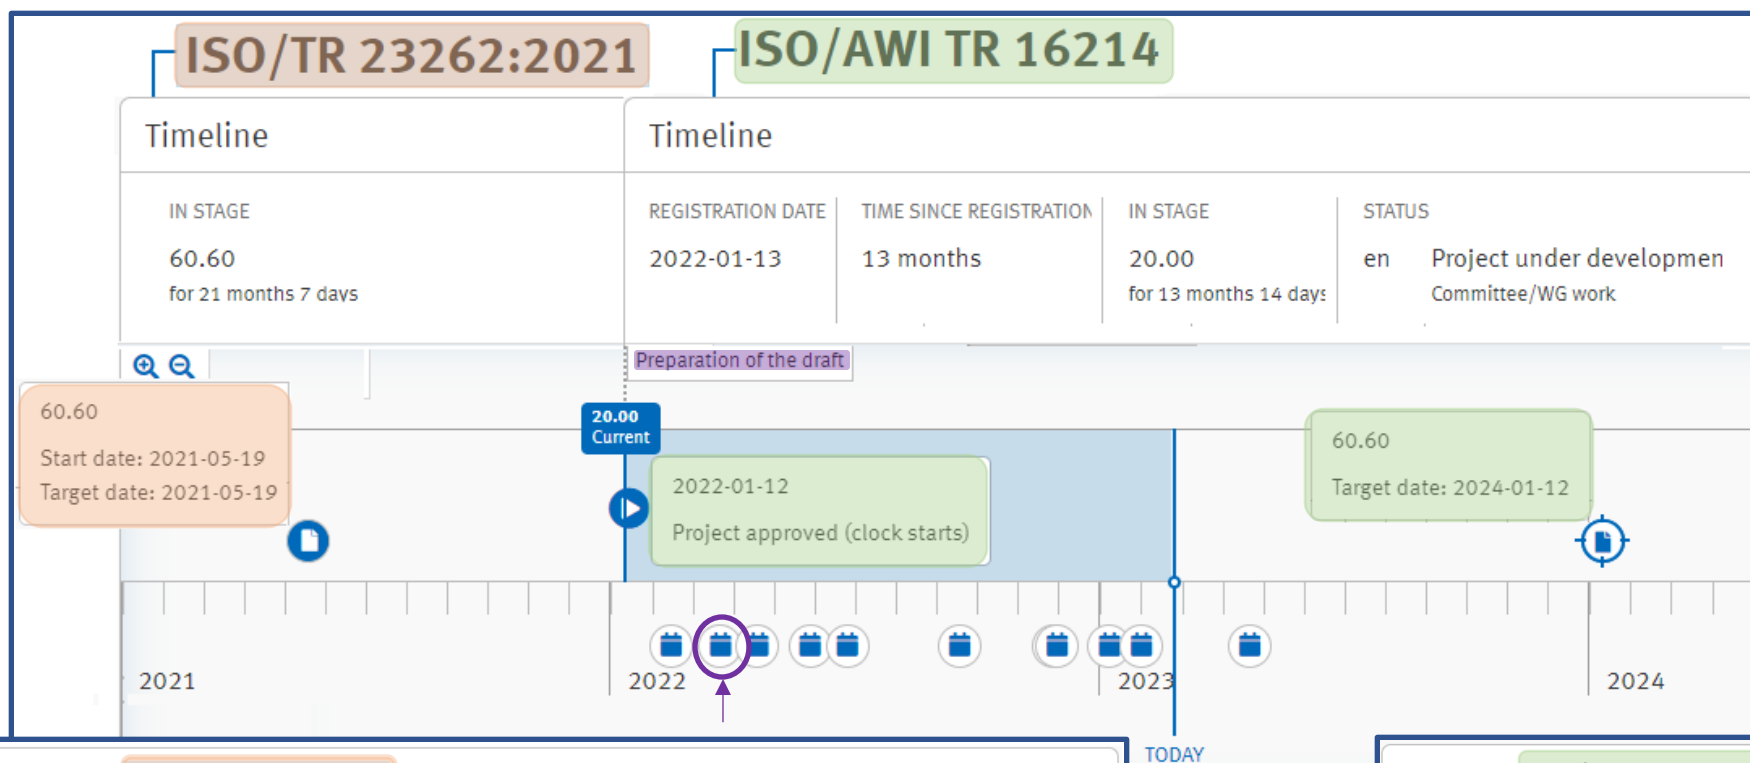 ISO/TR 23262:2021
ISO/AWI TR 16214
Timeline
Timeline
IN STAGE
60.60
for 21 months 7 days
REGISTRATION DATE
2022-01-13
TIME SINCE REGISTRATION
13 months
IN STAGE
20.00
for 13 months 14 days
STATUS
en Project under developmen
Committee/WG work
Preparation of the draft
60.60
Start date: 2021-05-19
Target date: 2021-05-19
20.00
Current
2022-01-12
Project approved (clock starts)
60.60
Target date: 2024-01-12
2021
2022
2023
2024
TODAY